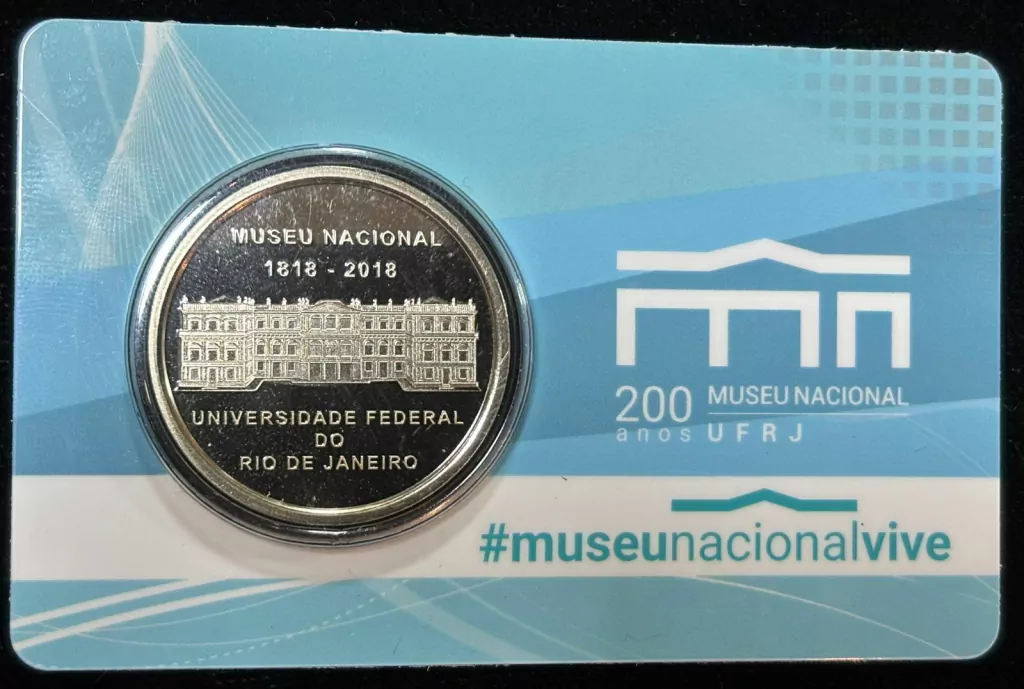 MUSEU NACIONAL
1818 - 2018
UNIVERSIDADE FEDERAL
DO
RIO DE JANEIRO
200
anos
MUSEU NACIONAL
UFRJ
#museunacionalvive